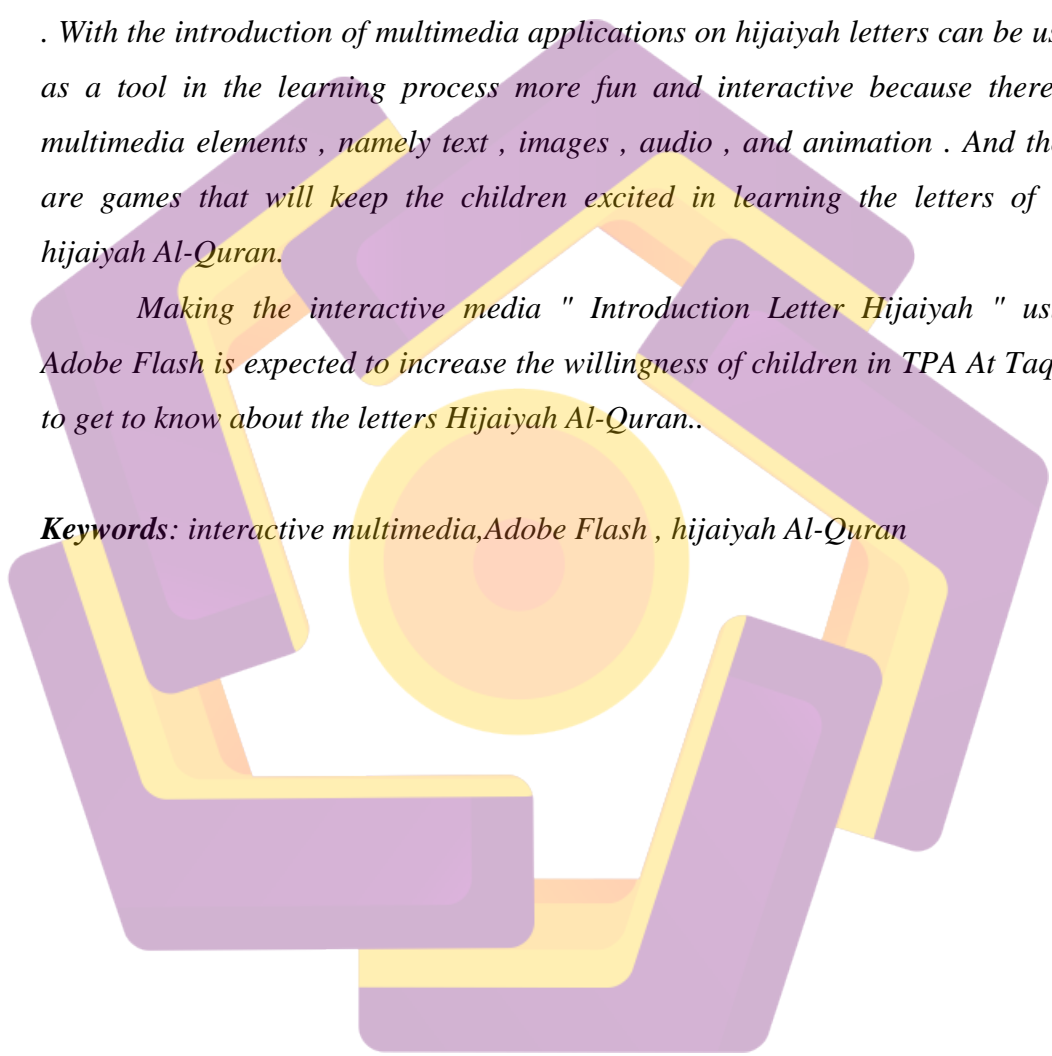 . With the introduction of multimedia applications on hijaiyah letters can be
as a tool in the learning process more fun and interactive because there
multimedia elements , namely text , images , audio , and animation . And
are games that will keep the children excited in learning the letters of
hijaiyah Al-Quran.
Making the interactive media " Introduction Letter Hijaiyah "
Adobe Flash is expected to increase the willingness of children in TPA At
to get to know about the letters Hijaiyah Al-Quran..
Keywords: interactive multimedia,Adobe Flash , hijaiyah Al-Quran